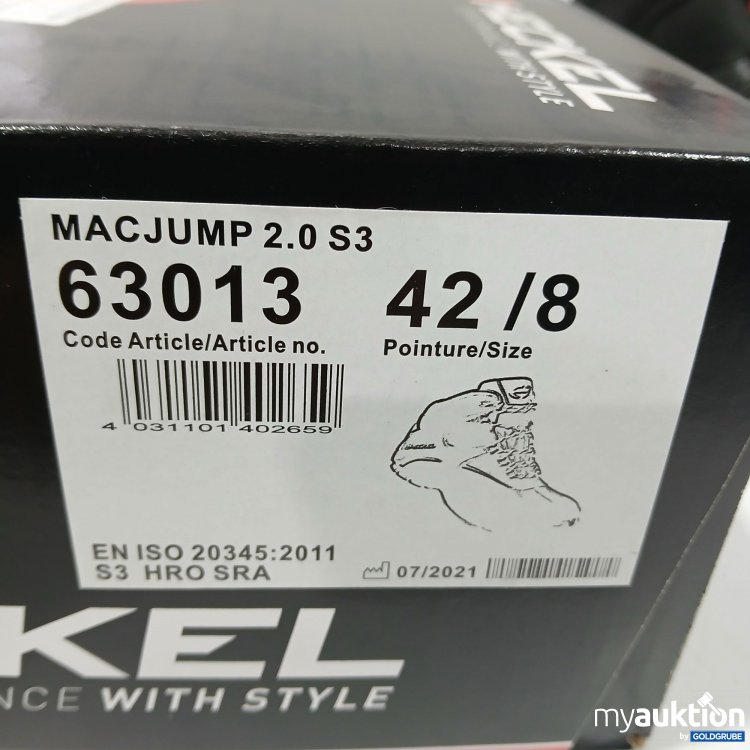 HECKEL
WITH STYLE
MACJUMP 2.0 S3
63013 42 /8
Code Article/Article no. Pointure/Size
4 031101 402659
EN ISO 20345:2011
S3 HRO SRA 07/2021
KEL
NCE WITH STYLE
myauktion
by GOLDGRUBE